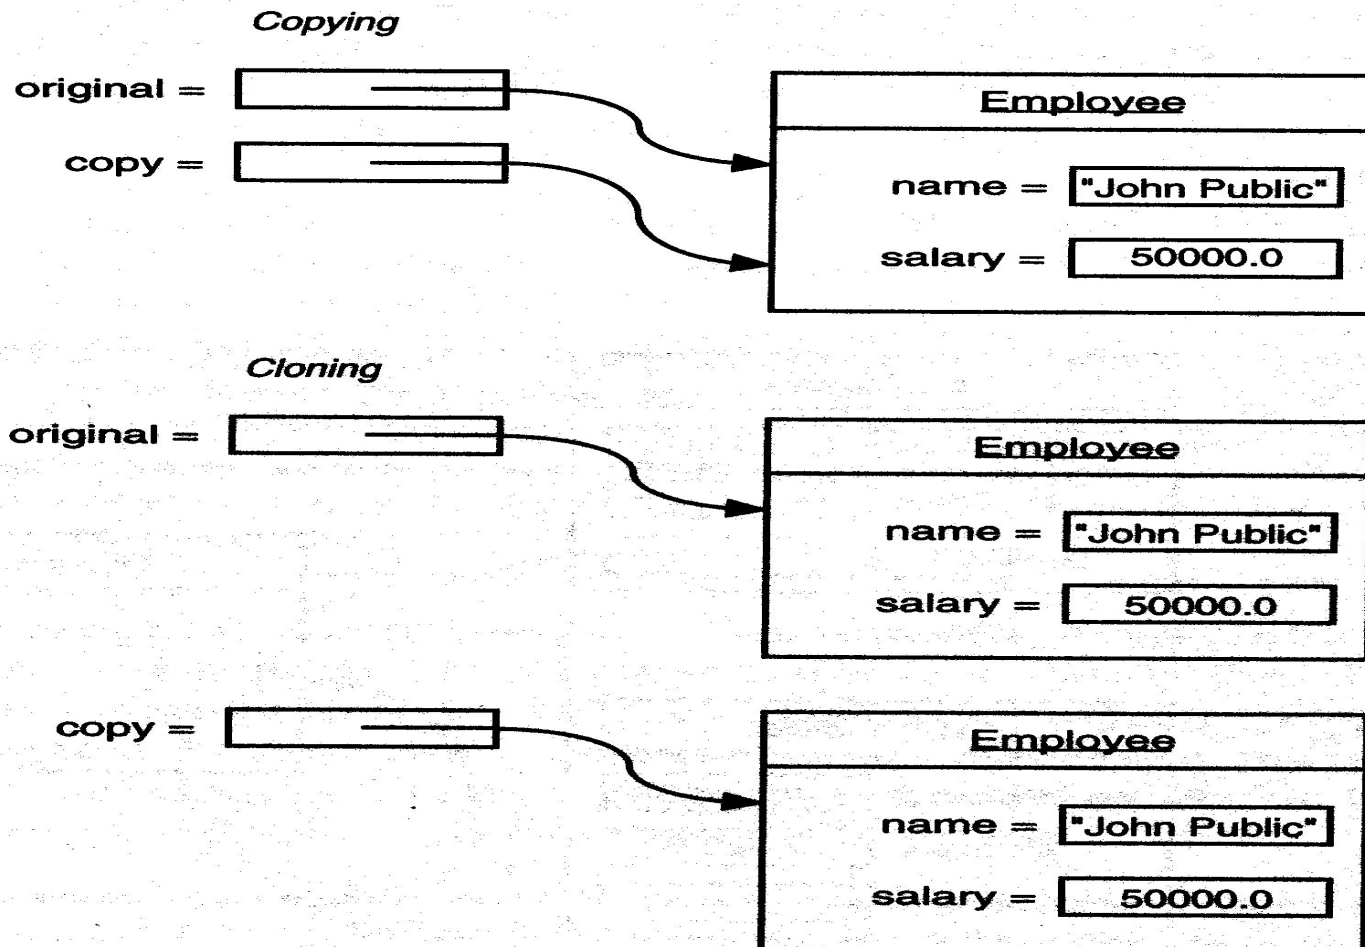 Copying
original =
Employee
copy =
name = "John Public"
salary = 50000.0
Cloning
original =
Employee
name = "John Public"
salary = 50000.0
copy =
Employee
name = "John Public"
salary = 50000.0